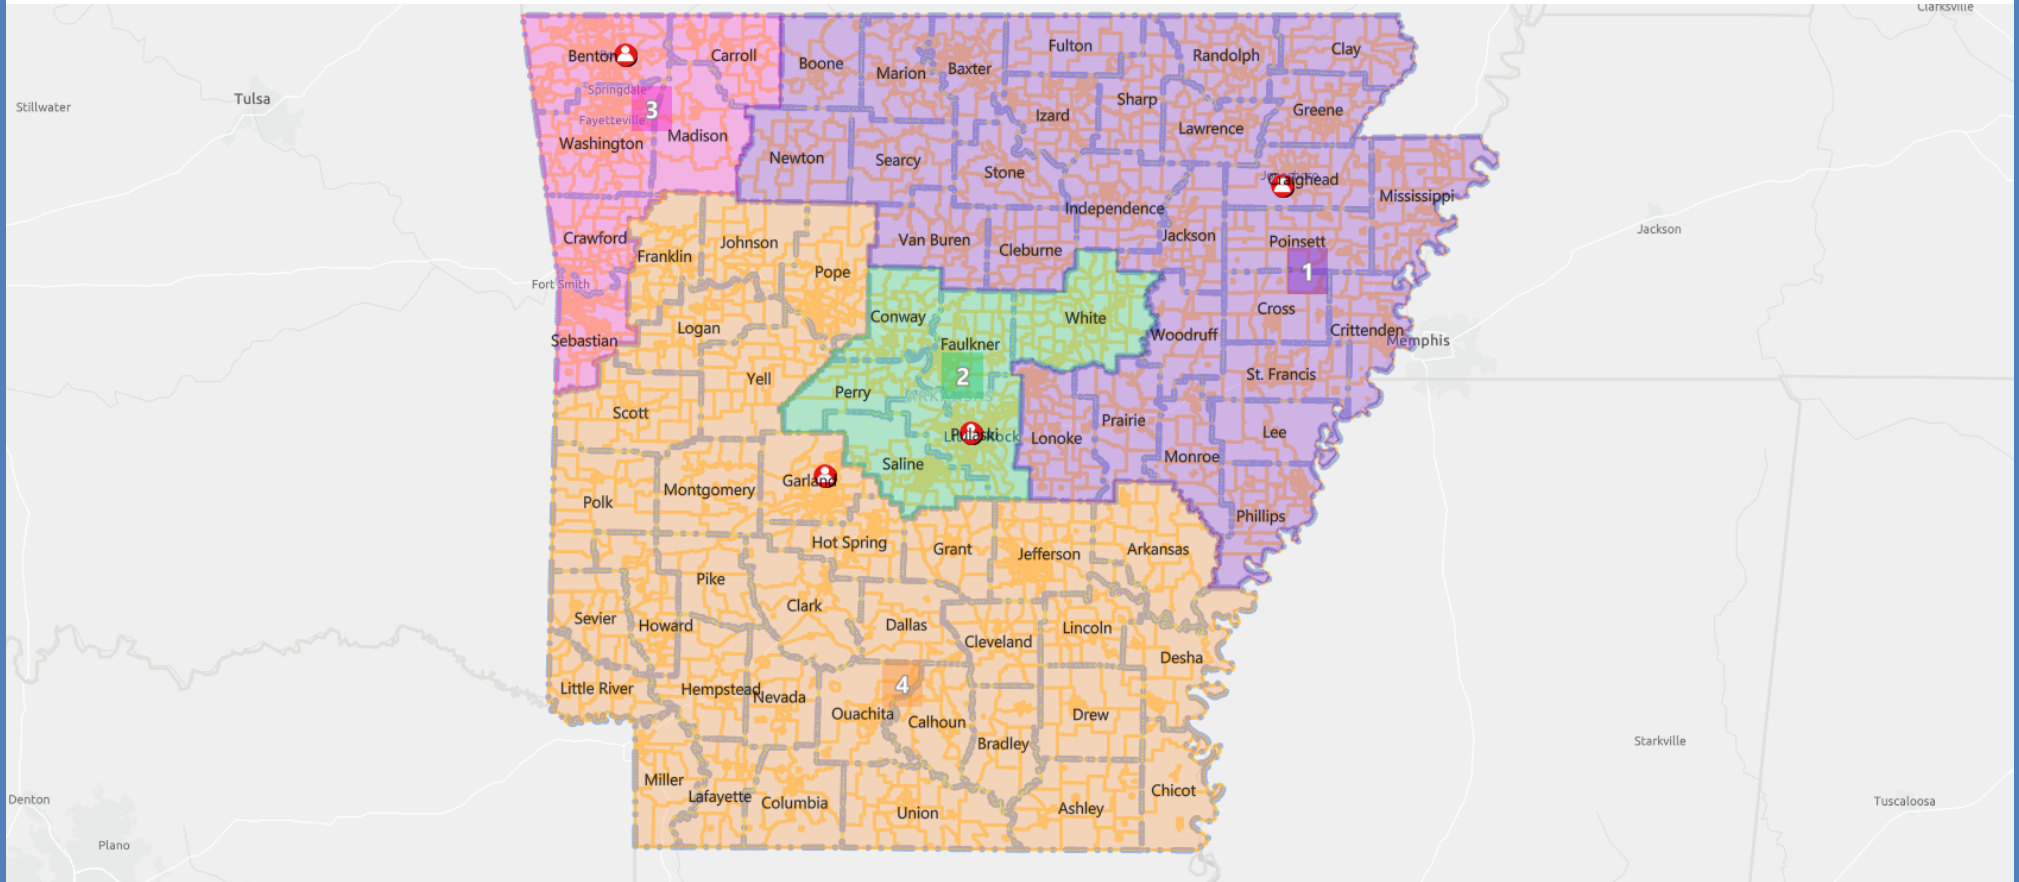 Clarksville
Fulton
Randolph
Clay
Benton
Carroll
Boone
Marion
Baxter
Springdale
Stillwater
Tulsa
3
Sharp
Izard
Greene
Fayetteville
Washington
Madison
Lawrence
Newton
Searcy
Stone
Craighead
Mississippi
Independence
Crawford
Johnson
Franklin
Van Buren
Cleburne
Jackson
Poinsett
Jackson
Pope
1
Fort Smith
Conway
White
Cross
Logan
Sebastian
Faulkner
Woodruff
Crittenden
Memphis
Yell
2
St. Francis
Perry
ARKANSAS
Scott
Prairie
Pulaski
Little Rock
Lonoke
Lee
Saline
Monroe
Garland
Montgomery
Polk
Phillips
Hot Spring
Grant
Jefferson
Arkansas
Pike
Clark
Sevier
Howard
Dallas
Cleveland
Lincoln
Desha
Little River
Hempstead
Nevada
4
Ouachita
Calhoun
Drew
Bradley
Starkville
Miller
Lafayette
Columbia
Union
Ashley
Chicot
Denton
Tuscaloosa
Plano